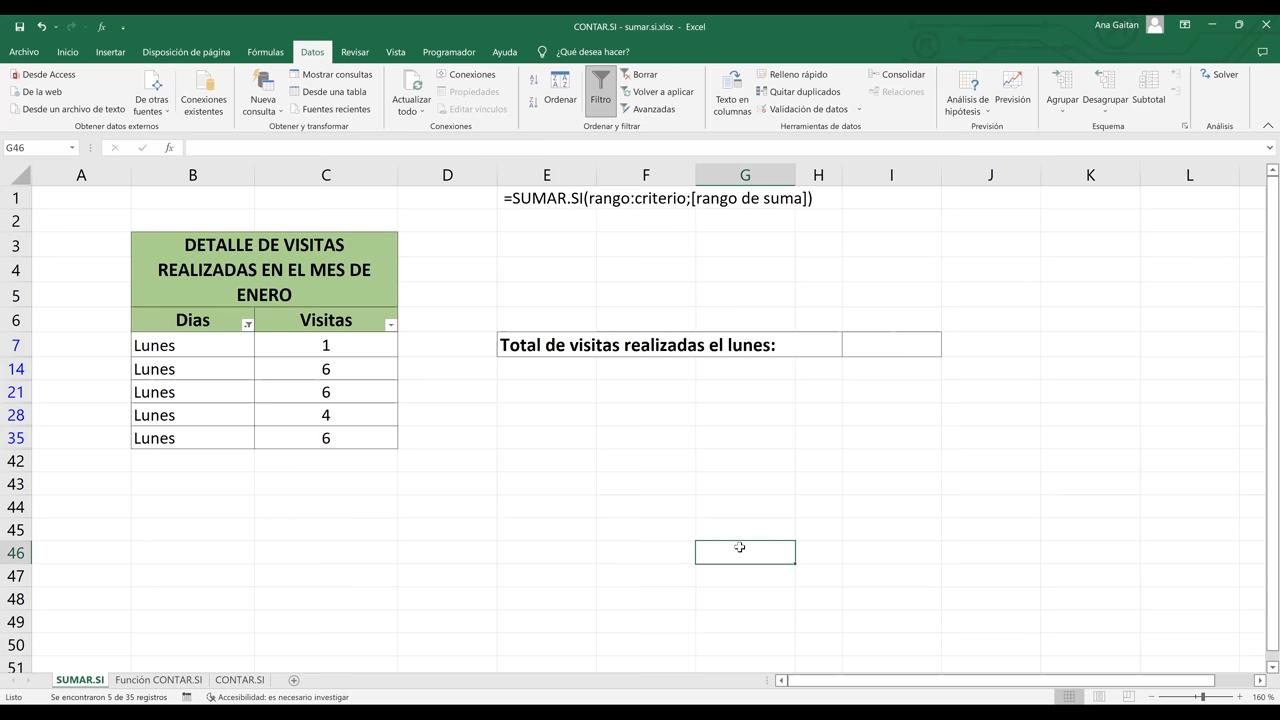 CONTAR.SI - sumar.si.xlsx - Excel
Ana Gaitan
Archivo Inicio Insertar Disposición de página Fórmulas Datos Revisar Vista Programador Ayuda ¿Qué desea hacer?
Desde Access
De la web
Desde un archivo de texto
De otras fuentes
Conexiones existentes
Obtener datos externos
Nueva consulta
Mostrar consultas
Desde una tabla
Fuentes recientes
Obtener y transformar
Actualizar todo
Conexiones
Propiedades
Editar vínculos
Conexiones
Ordenar
Filtro
Borrar
Volver a aplicar
Avanzadas
Ordenar y filtrar
Texto en columnas
Relleno rápido
Quitar duplicados
Validación de datos
Consolidar
Relaciones
Herramientas de datos
Análisis de hipótesis
Previsión
Previsión
Agrupar
Desagrupar
Subtotal
Esquema
Solver
Análisis
G46
fx
A B C D E F G H I J K L
1 =SUMAR.SI(rango:criterio;[rango de suma])
2
3 DETALLE DE VISITAS
4 REALIZADAS EN EL MES DE
5 ENERO
6 Dias Visitas
7 Lunes 1 Total de visitas realizadas el lunes:
14 Lunes 6
21 Lunes 6
28 Lunes 4
35 Lunes 6
42
43
44
45
46
47
48
49
50
51
SUMAR.SI Función CONTAR.SI CONTAR.SI
Listo Se encontraron 5 de 35 registros Accesibilidad: es necesario investigar 160 %